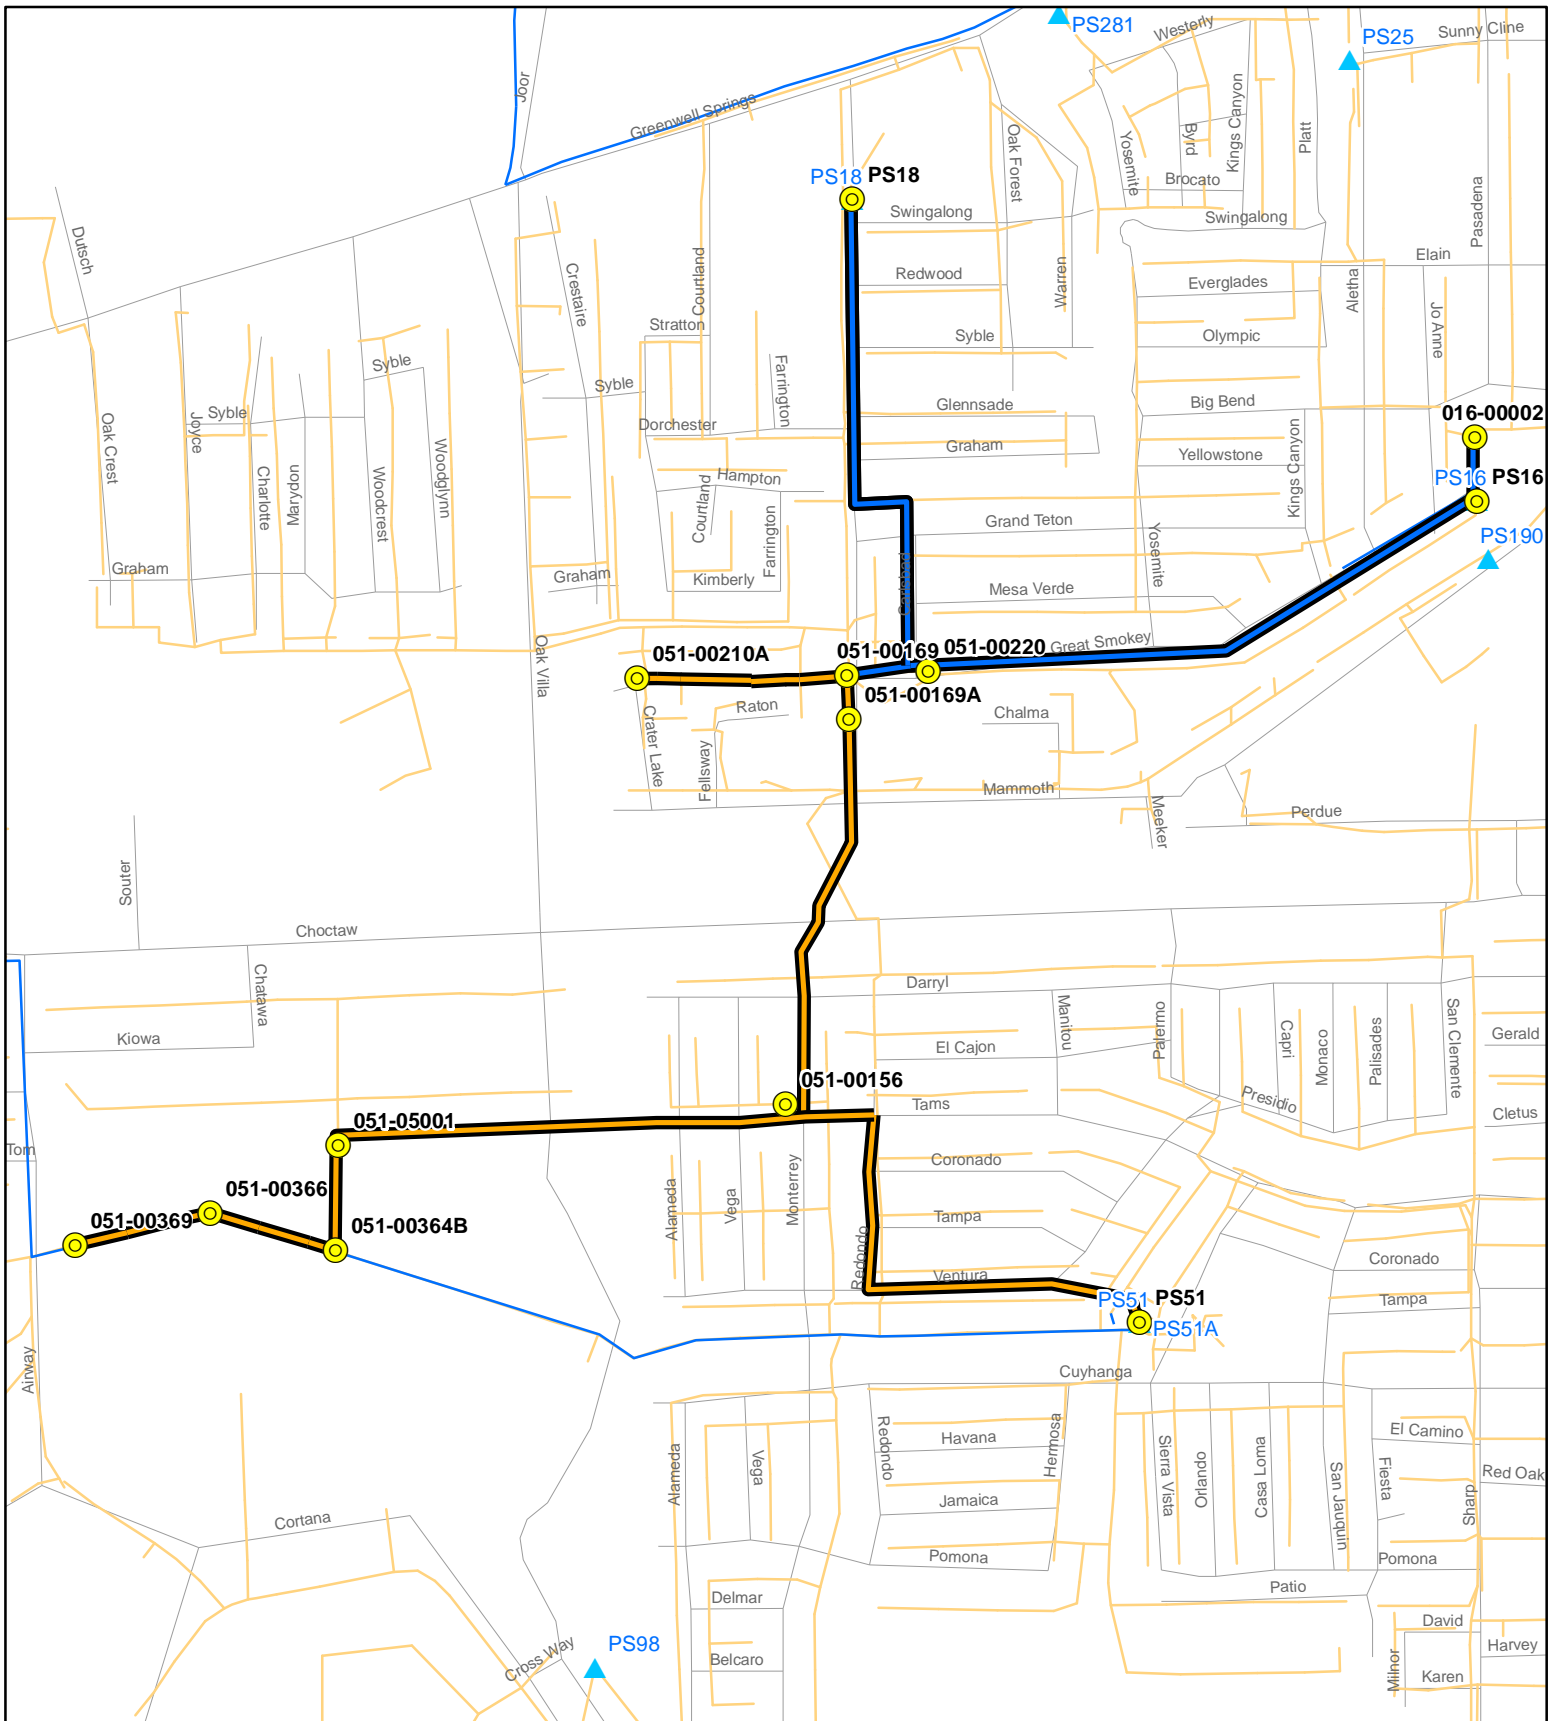 PS281
Westerly
PS25
Sunny Cline
Joor
Greenwell Springs
Kings Canyon
Platt
Byrd
Yosemite
Oak Forest
PS18
PS18
Brocato
Pasadena
Swingalong
Swingalong
Dutsch
Elain
Courtland
Crestaire
Redwood
Warren
Everglades
Aletha
Stratton
Syble
Olympic
Jo Anne
Syble
Syble
Farrington
Oak Crest
Joyce
Syble
Dorchester
Glennsade
Big Bend
016-00002
Woodglynn
Graham
Kings Canyon
Yellowstone
Charlotte
Maryon
Woodcrest
Hampton
Courtland
PS16
PS16
Grand Teton
Farrington
Yosemite
PS190
Graham
Graham
Kimberly
Carlsbad
Mesa Verde
Oak Villa
051-00210A
051-00169
051-00220
Great Smokey
051-00169A
Crater Lake
Raton
Chalma
Fellsway
Mammoth
Meeker
Perdue
Souter
Choctaw
Chatawa
Darryl
Manitou
Palermo
Capri
Monaco
Palisades
San Clemente
Kiowa
El Cajon
Gerald
051-00156
Tams
Presidio
Cletus
051-05001
Tom
Coronado
Alameda
Vega
Monterrey
051-00366
051-00369
051-00364B
Tampa
Redondo
Coronado
Ventura
PS51
PS51
PS51A
Tampa
Airway
Cuyhanga
Redondo
Havana
Hermosa
El Camino
Alameda
Vega
Sierra Vista
Orlando
Casa Loma
San Jauquin
Fiesta
Sharp
Red Oak
Jamaica
Cortana
Pomona
Pomona
Patio
Delmar
David
Cross Way
PS98
Belcaro
Harvey
Milnor
Karen